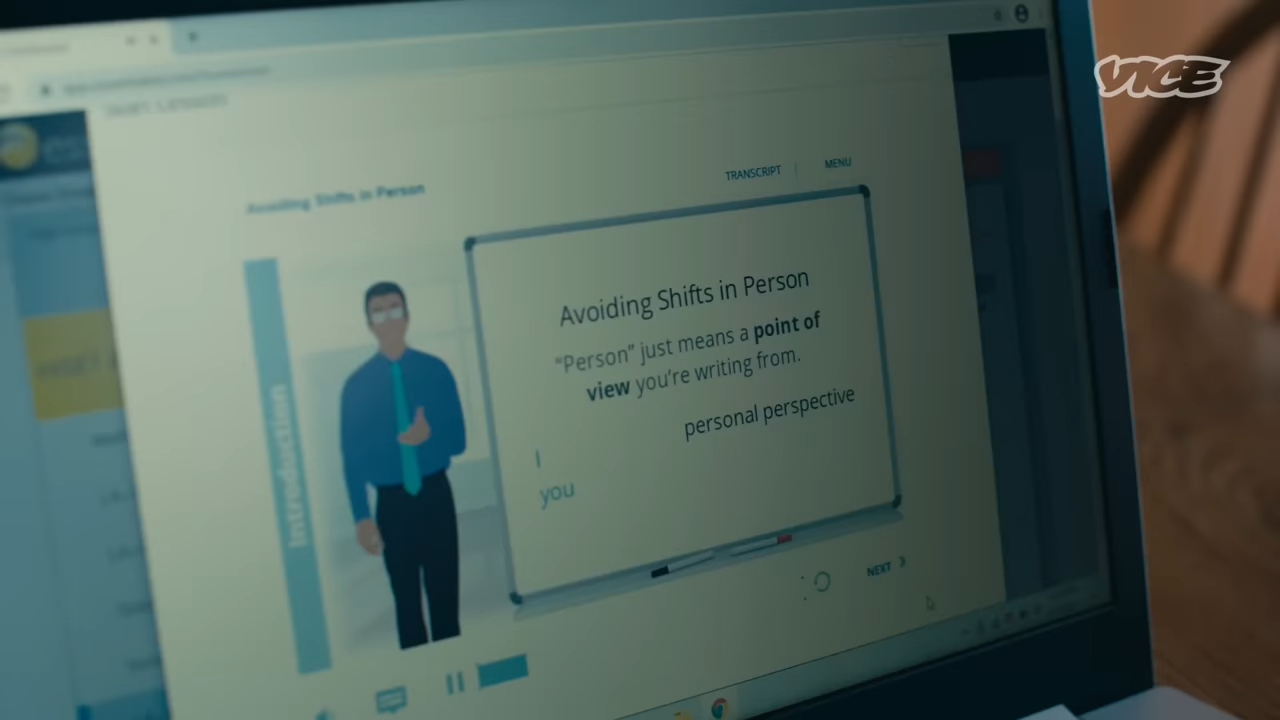 VICE
TRANSCRIPT
MENU
Avoiding Shifts in Person
Introduction
Avoiding Shifts in Person
"Person" just means a point of
view you're writing from.
personal perspective
I
you
NEXT